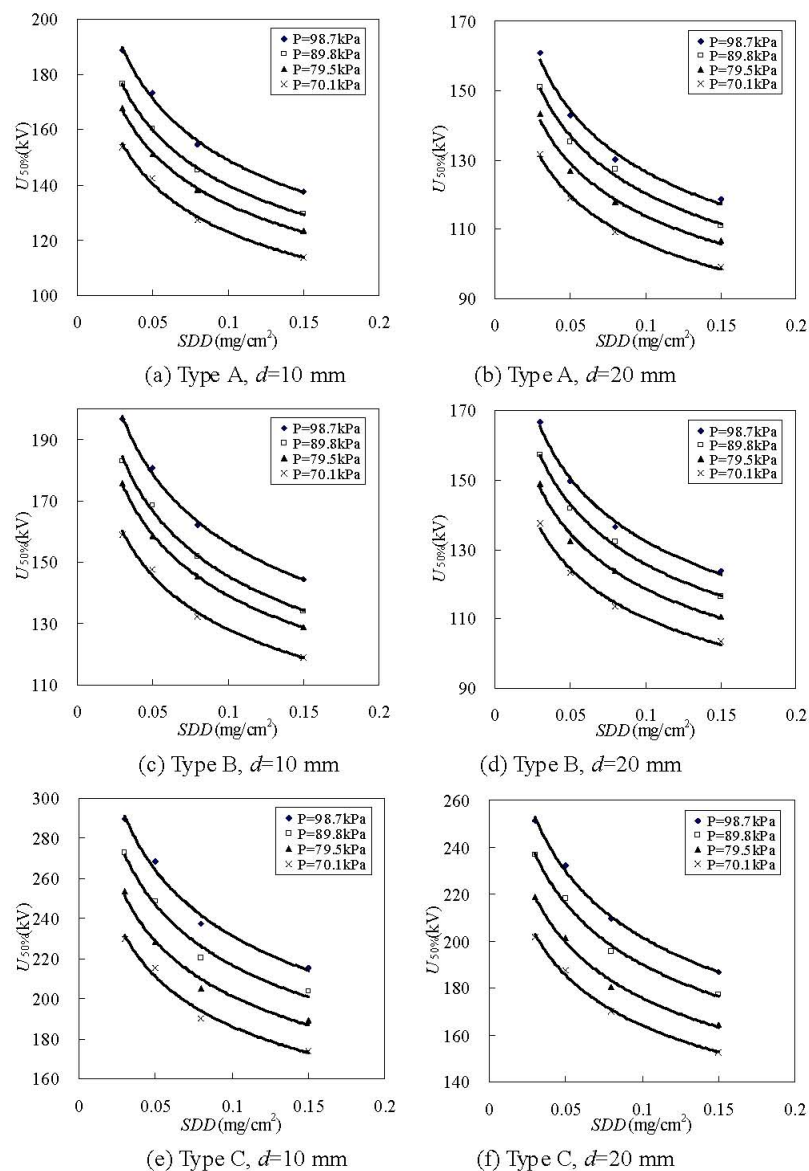 200
180
160
140
120
100
U50%(kV)
P=98.7kPa
P=89.8kPa
P=79.5kPa
P=70.1kPa
0 0.05 0.1 0.15 0.2
SDD(mg/cm²)
(a) Type A, d=10 mm
170
150
130
110
90
U50%(kV)
P=98.7kPa
P=89.8kPa
P=79.5kPa
P=70.1kPa
0 0.05 0.1 0.15 0.2
SDD(mg/cm²)
(b) Type A, d=20 mm
190
170
150
130
110
U50%(kV)
P=98.7kPa
P=89.8kPa
P=79.5kPa
P=70.1kPa
0 0.05 0.1 0.15 0.2
SDD(mg/cm²)
(c) Type B, d=10 mm
170
150
130
110
90
U50%(kV)
P=98.7kPa
P=89.8kPa
P=79.5kPa
P=70.1kPa
0 0.05 0.1 0.15 0.2
SDD(mg/cm²)
(d) Type B, d=20 mm
300
280
260
240
220
200
180
160
U50%(kV)
P=98.7kPa
P=89.8kPa
P=79.5kPa
P=70.1kPa
0 0.05 0.1 0.15 0.2
SDD(mg/cm²)
(e) Type C, d=10 mm
260
240
220
200
180
160
140
U50%(kV)
P=98.7kPa
P=89.8kPa
P=79.5kPa
P=70.1kPa
0 0.05 0.1 0.15 0.2
SDD(mg/cm²)
(f) Type C, d=20 mm